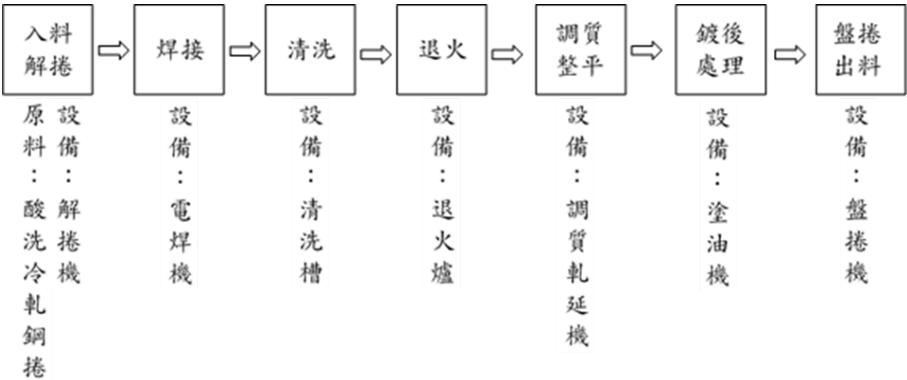 入料
解捲
焊接
清洗
退火
調質
整平
鍍後
處理
盤捲
出料
設備：解捲機
原料：酸洗冷軋鋼捲
設備：電焊機
設備：清洗槽
設備：退火爐
設備：調質軋延機
設備：塗油機
設備：盤捲機